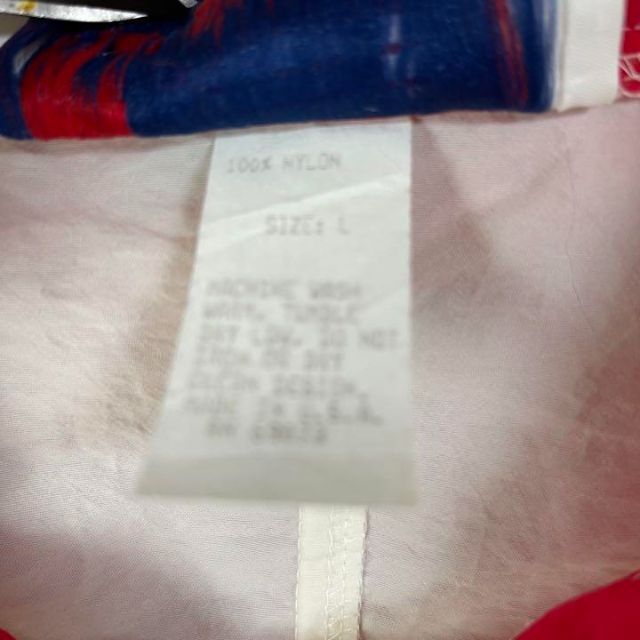 100% NYLON
SIZE: L
MACHINE WASH
WARM, TUMBLE
DRY LOW. DO NOT
IRON OR DRY
MADE IN U.S.A.